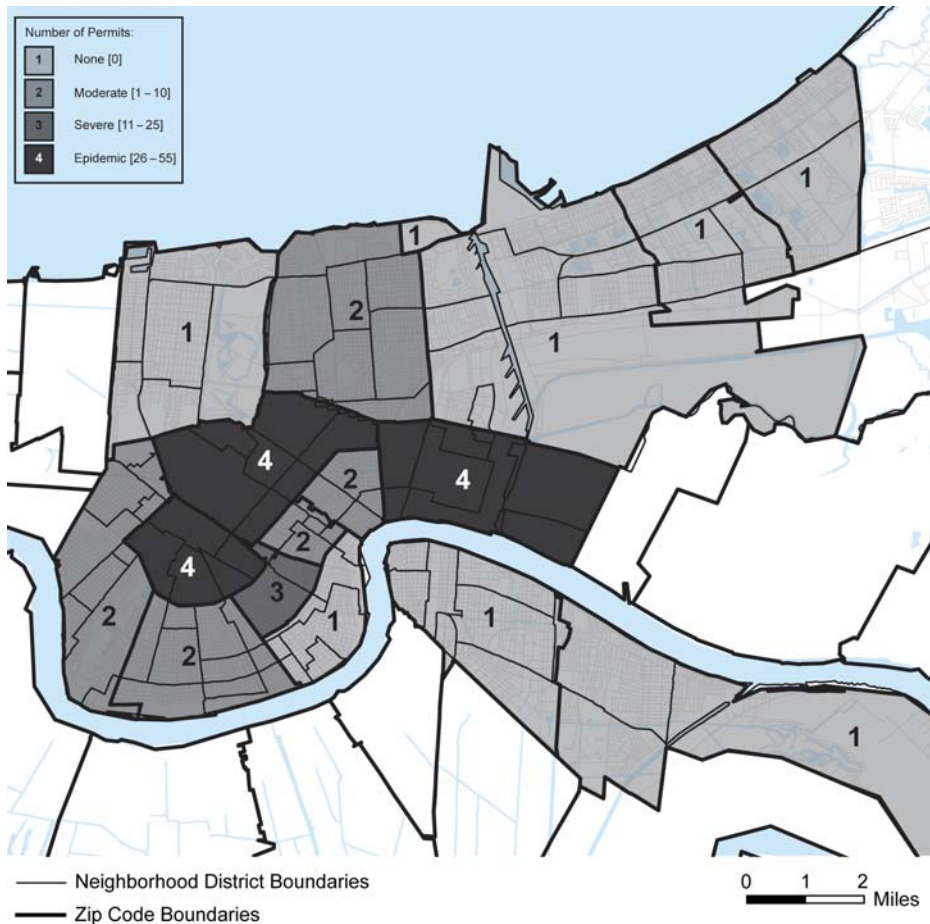 Number of Permits:
1 None [0]
2 Moderate [1 – 10]
3 Severe [11 – 25]
4 Epidemic [26 – 55]
1
1
1
2
1
1
4
2
4
2
4
3
2
2
1
1
1
Neighborhood District Boundaries
Zip Code Boundaries
0 1 2
Miles